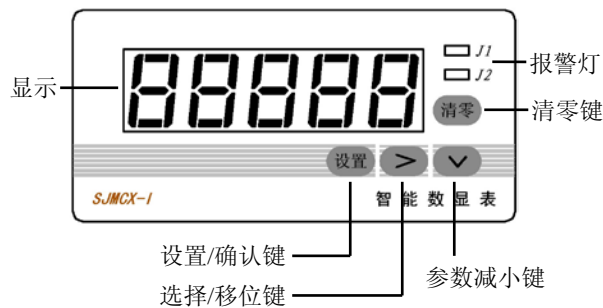 88888
J1
J2
报警灯
显示
清零
清零键
设置 > ∨
SJMCX-I
智能数显表
设置/确认键
选择/移位键
参数减小键